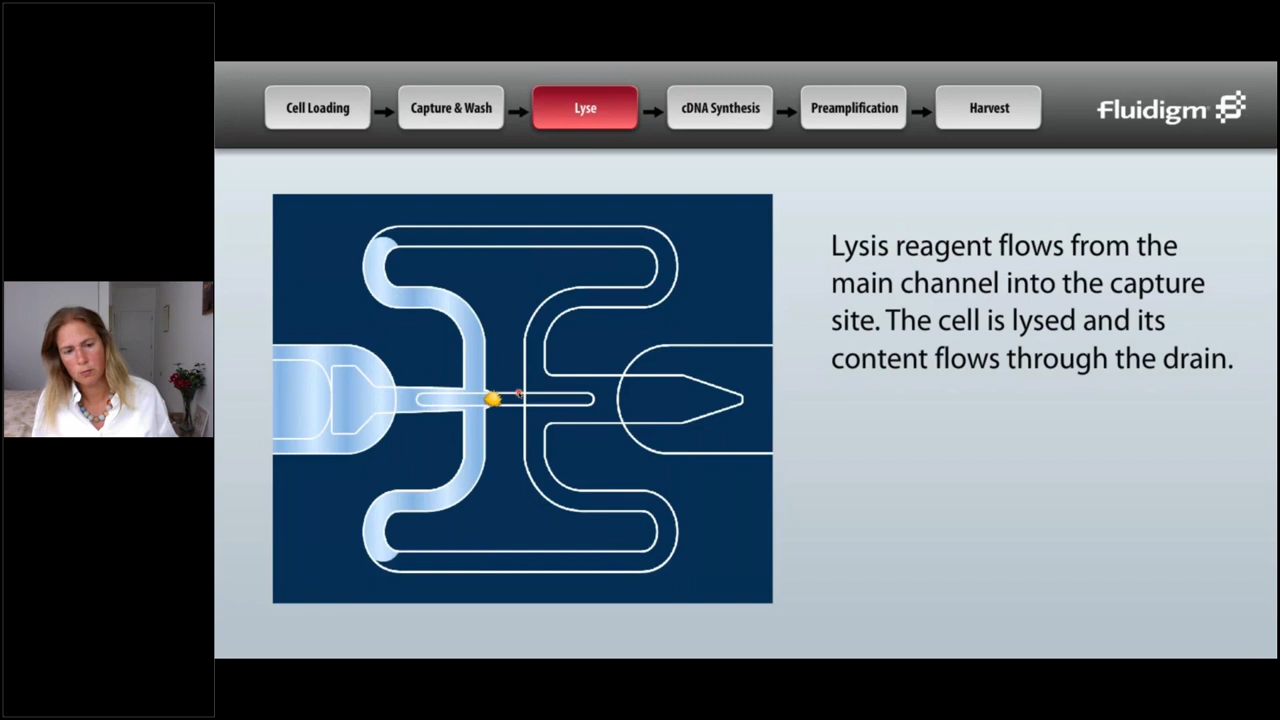 Cell Loading
Capture & Wash
Lyse
cDNA Synthesis
Preamplification
Harvest
fluidigm
Lysis reagent flows from the
main channel into the capture
site. The cell is lysed and its
content flows through the drain.